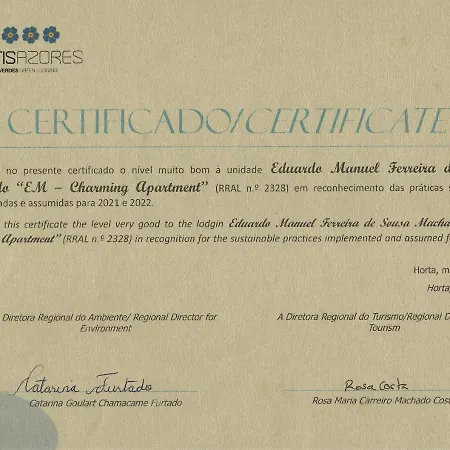 TISAZORES
VERDES GREEN LODGING
CERTIFICADO/CERTIFICATE
no presente certificado o nível muito bom à unidade Eduardo Manuel Ferreira d
do “EM – Charming Apartment” (RRAL n.º 2328) em reconhecimento das práticas s
adas e assumidas para 2021 e 2022.
this certificate the level very good to the lodgin Eduardo Manuel Ferreira de Sousa Macha
Apartment” (RRAL n.º 2328) in recognition for the sustainable practices implemented and assumed f
Horta, m
Horta,
Diretora Regional do Ambiente/ Regional Director for
Environment
A Diretora Regional do Turismo/Regional D
Tourism
Catarina Furtado
Catarina Goulart Chamacame Furtado
Rosa Costa
Rosa Maria Carreiro Machado Cos